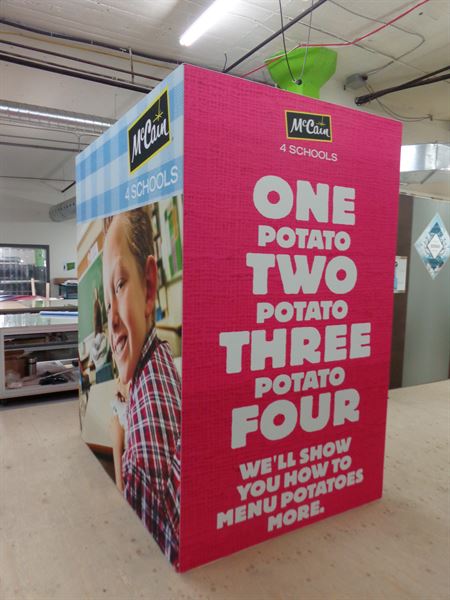 McCain
4 SCHOOLS
McCain
4 SCHOOLS
ONE
POTATO
TWO
POTATO
THREE
POTATO
FOUR
WE'LL SHOW
YOU HOW TO
MENU POTATOES
MORE.